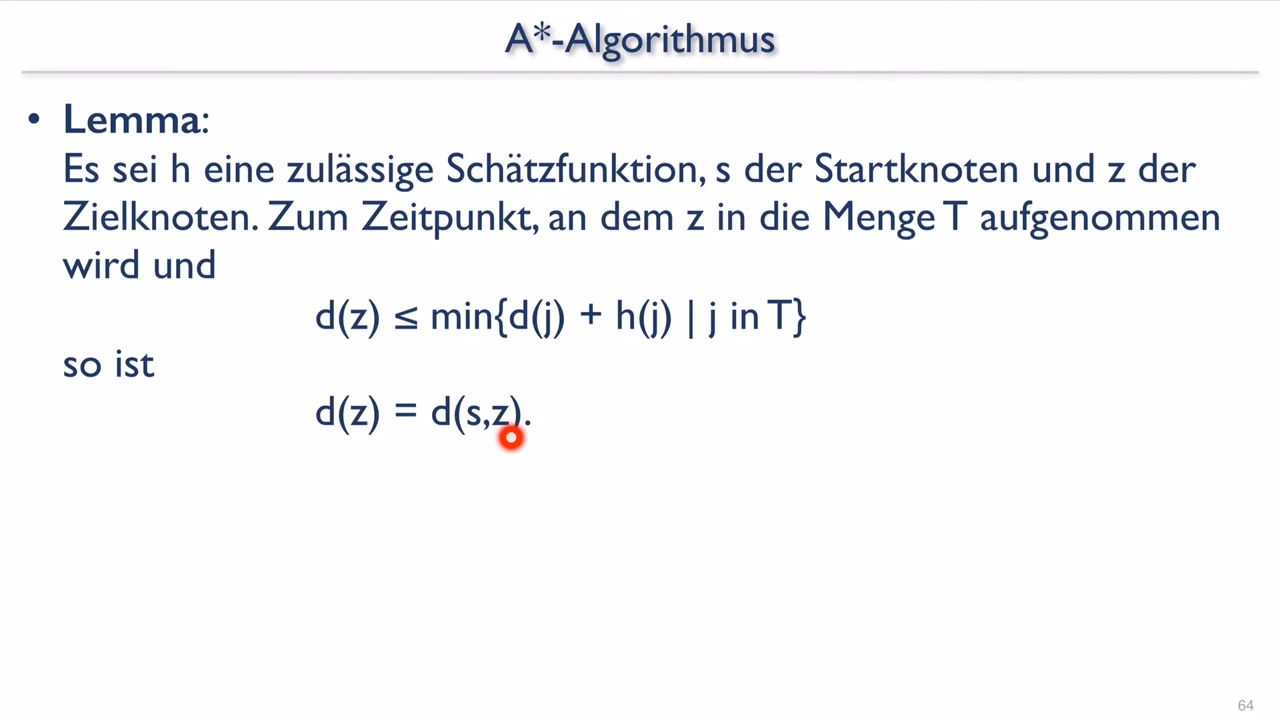 A*-Algorithmus
• Lemma:
Es sei h eine zulässige Schätzfunktion, s der Startknoten und z der
Zielknoten. Zum Zeitpunkt, an dem z in die Menge T aufgenommen
wird und
d(z) ≤ min{d(j) + h(j) | j in T}
so ist
d(z) = d(s,z).
64